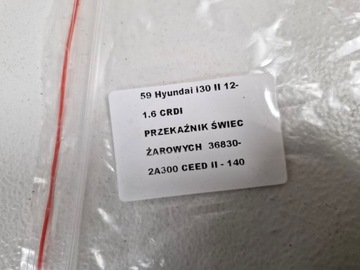 59 Hyundai i30 II 12-
1.6 CRDI
PRZEKAŹNIK ŚWIEC
ŻAROWYCH 36830-
2A300 CEED II - 140